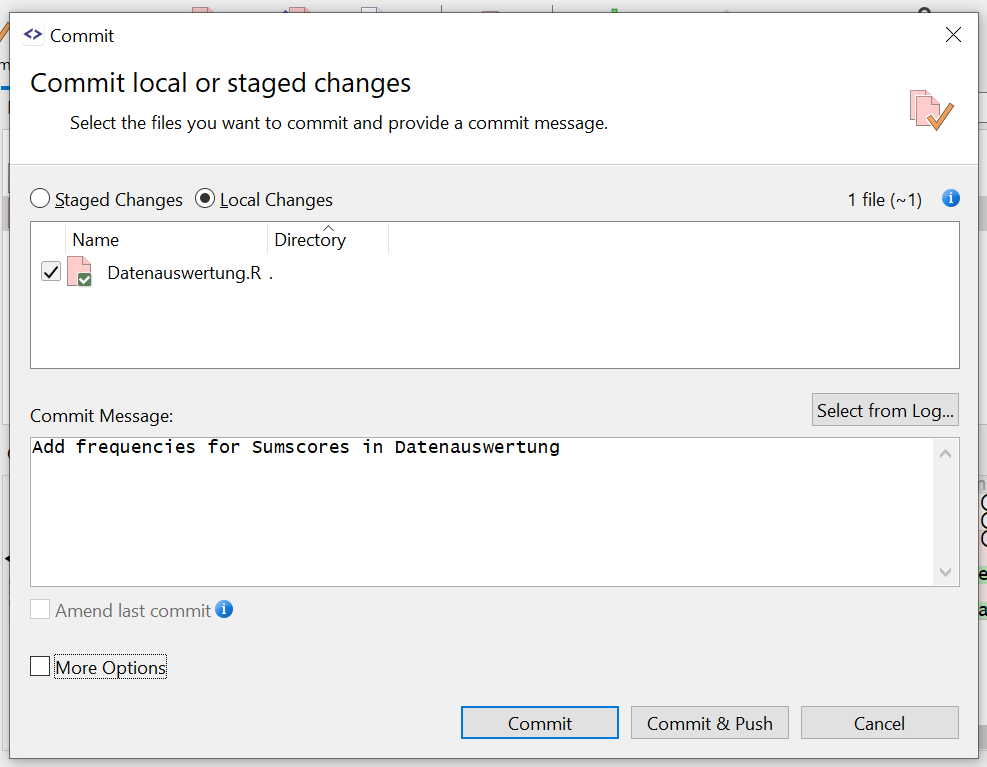 Commit
Commit local or staged changes
Select the files you want to commit and provide a commit message.
Staged Changes Local Changes 1 file (~1)
Name Directory
Datenauswertung.R .
Commit Message: Select from Log...
Add frequencies for Sumscores in Datenauswertung
Amend last commit
More Options
Commit Commit & Push Cancel